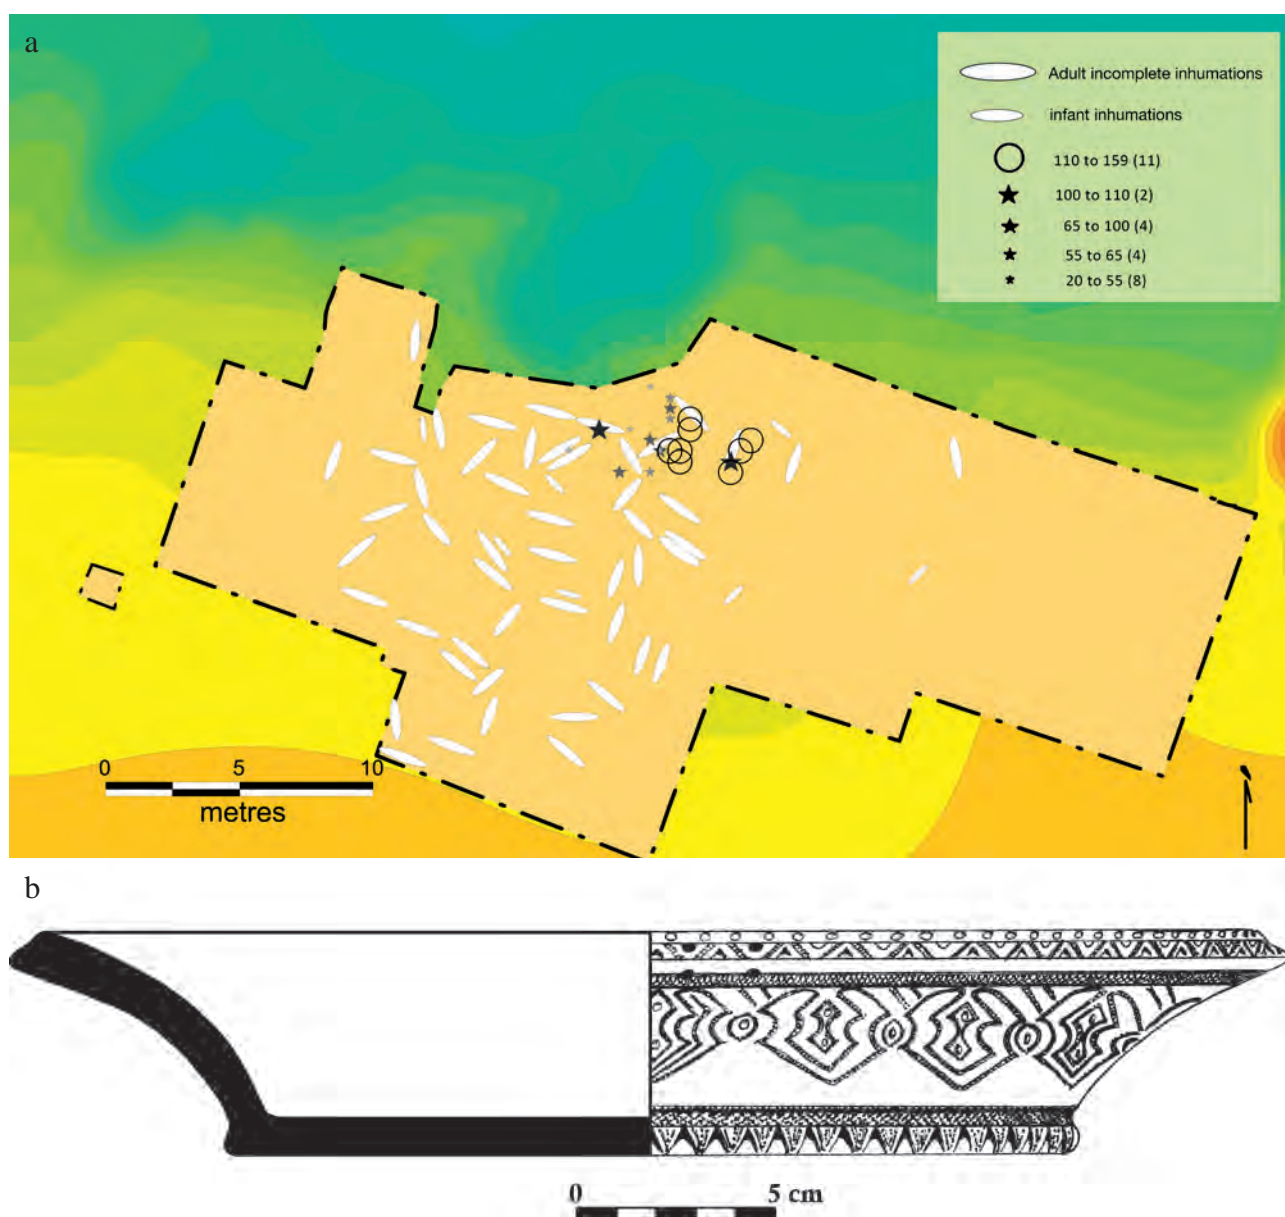 a
Adult incomplete inhumations
infant inhumations
110 to 159 (11)
100 to 110 (2)
65 to 100 (4)
55 to 65 (4)
20 to 55 (8)
0 5 10
metres
b
0 5 cm